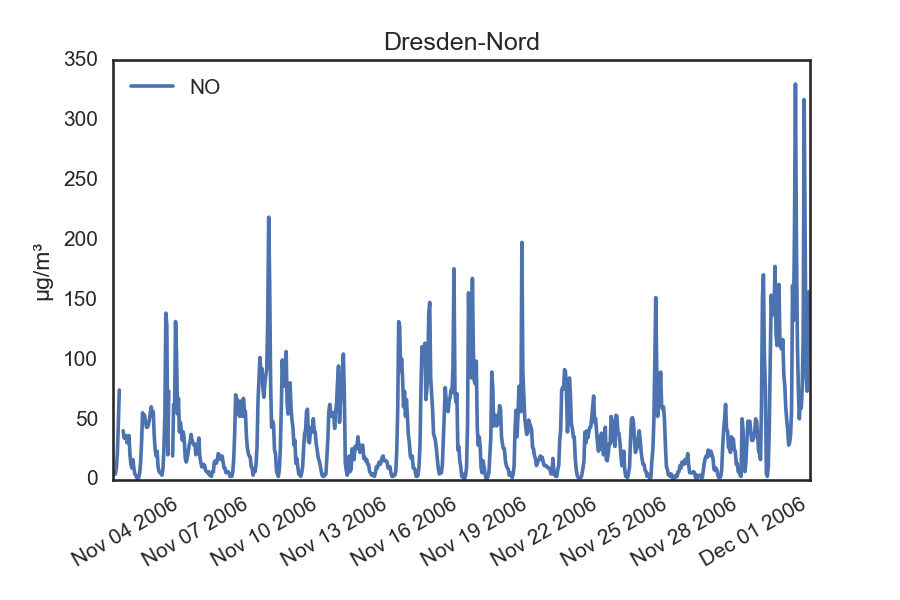 Dresden-Nord
NO
µg/m³
350
300
250
200
150
100
50
0
Nov 04 2006
Nov 07 2006
Nov 10 2006
Nov 13 2006
Nov 16 2006
Nov 19 2006
Nov 22 2006
Nov 25 2006
Nov 28 2006
Dec 01 2006